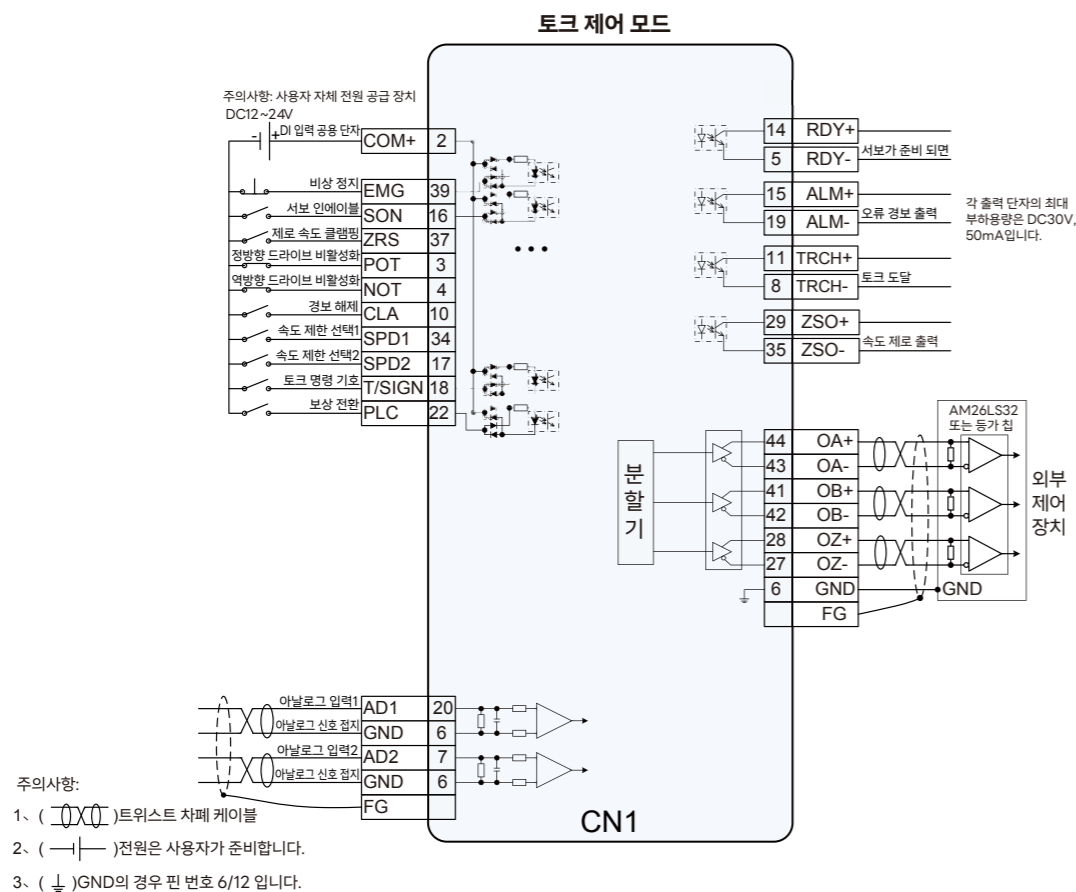 토크 제어 모드
주의사항: 사용자 자체 전원 공급 장치
DC12~24V
- + DI 입력 공용 단자 COM+ 2
비상 정지 EMG 39
서보 인에이블 SON 16
제로 속도 클램핑 ZRS 37
정방향 드라이브 비활성화 POT 3
역방향 드라이브 비활성화 NOT 4
경보 해제 CLA 10
속도 제한 선택1 SPD1 34
속도 제한 선택2 SPD2 17
토크 명령 기호 T/SIGN 18
보상 전환 PLC 22
14 RDY+
5 RDY- 서보가 준비 되면
15 ALM+
19 ALM- 오류 경보 출력
11 TRCH+
8 TRCH- 토크 도달
29 ZSO+
35 ZSO- 속도 제로 출력
각 출력 단자의 최대
부하용량은 DC30V,
50mA입니다.
분
할
기
44 OA+
43 OA-
41 OB+
42 OB-
28 OZ+
27 OZ-
6 GND GND
FG
AM26LS32
또는 등가 칩
외부
제어
장치
아날로그 입력1 AD1 20
아날로그 신호 접지 GND 6
아날로그 입력2 AD2 7
아날로그 신호 접지 GND 6
FG
CN1
주의사항:
1、( )트위스트 차폐 케이블
2、( )전원은 사용자가 준비합니다.
3、( )GND의 경우 핀 번호 6/12 입니다.